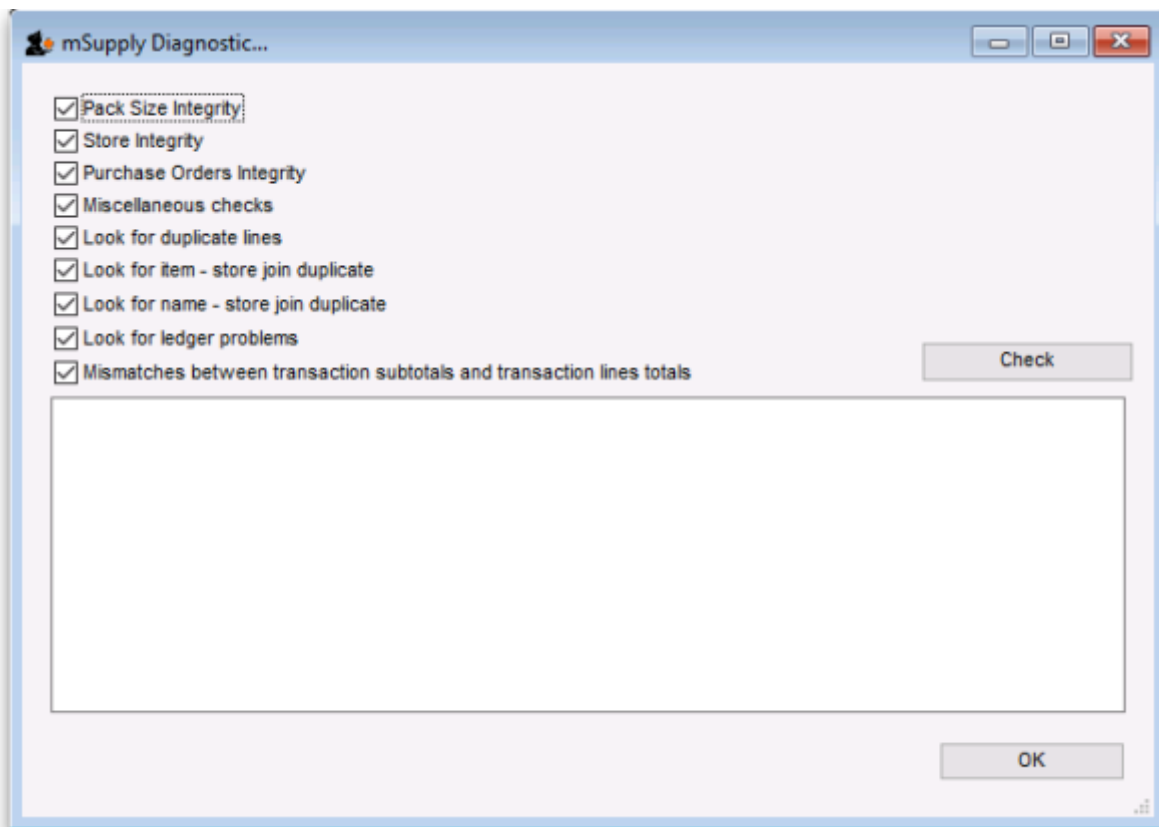 mSupply Diagnostic...
Pack Size Integrity
Store Integrity
Purchase Orders Integrity
Miscellaneous checks
Look for duplicate lines
Look for item - store join duplicate
Look for name - store join duplicate
Look for ledger problems
Mismatches between transaction subtotals and transaction lines totals
Check
OK